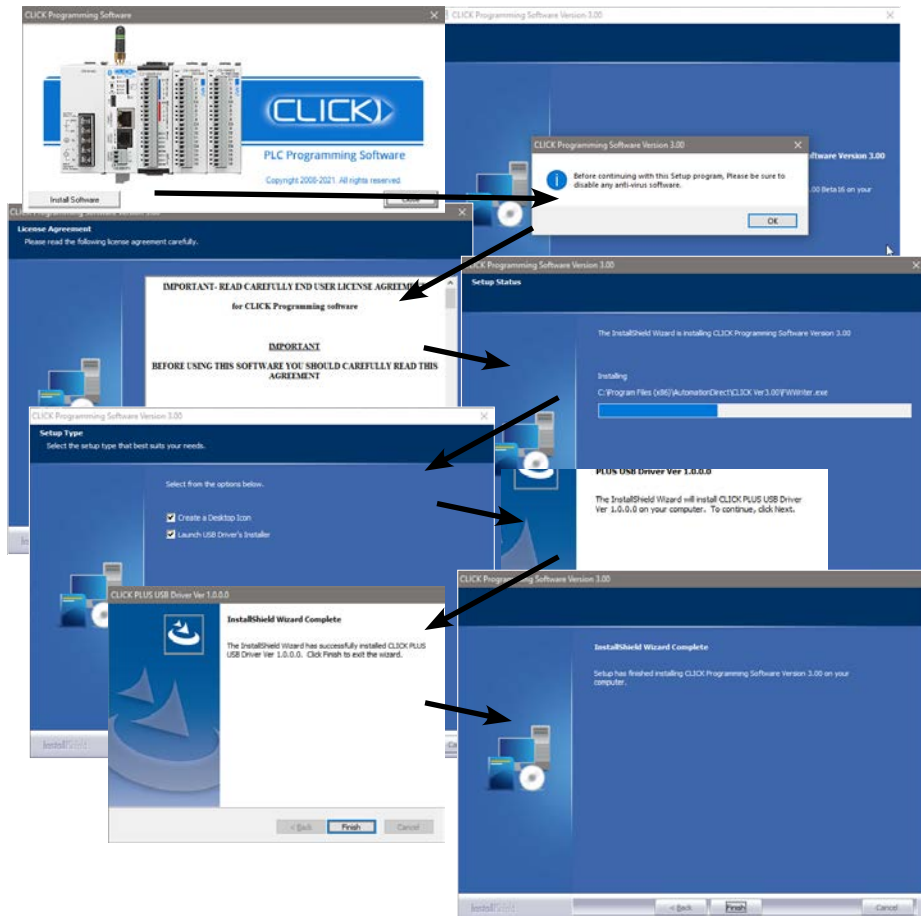 CLICK Programming Software
CLICK
PLC Programming Software
Copyright 2008-2021. All rights reserved.
Install Software
Close
CLICK Programming Software Version 3.00
oftware Version 3.00
.00 Beta16 on your
CLICK Programming Software Version 3.00
Before continuing with this Setup program, Please be sure to
disable any anti-virus software.
OK
License Agreement
Please read the following license agreement carefully.
IMPORTANT- READ CAREFULLY END USER LICENSE AGREEM
for CLICK Programming software
IMPORTANT
BEFORE USING THIS SOFTWARE YOU SHOULD CAREFULLY READ THIS
AGREEMENT
CLICK Programming Software Version 3.00
Setup Status
The InstallShield Wizard is installing CLICK Programming Software Version 3.00
Installing
C:\Program Files (x86)\AutomationDirect\CLICK Ver3.00\FWWriter.exe
CLICK Programming Software Version 3.00
Setup Type
Select the setup type that best suits your needs.
Select from the options below.
Create a Desktop Icon
Launch USB Driver's Installer
InstallShield
PLUS USB Driver Ver 1.0.0.0
The InstallShield Wizard will install CLICK PLUS USB Driver
Ver 1.0.0.0 on your computer. To continue, click Next.
CLICK PLUS USB Driver Ver 1.0.0.0
InstallShield Wizard Complete
The InstallShield Wizard has successfully installed CLICK PLUS
USB Driver Ver 1.0.0.0. Click Finish to exit the wizard.
< Back
Finish
Cancel
CLICK Programming Software Version 3.00
InstallShield Wizard Complete
Setup has finished installing CLICK Programming Software Version 3.00 on your
computer.
InstallShield
< Back
Finish
Cancel